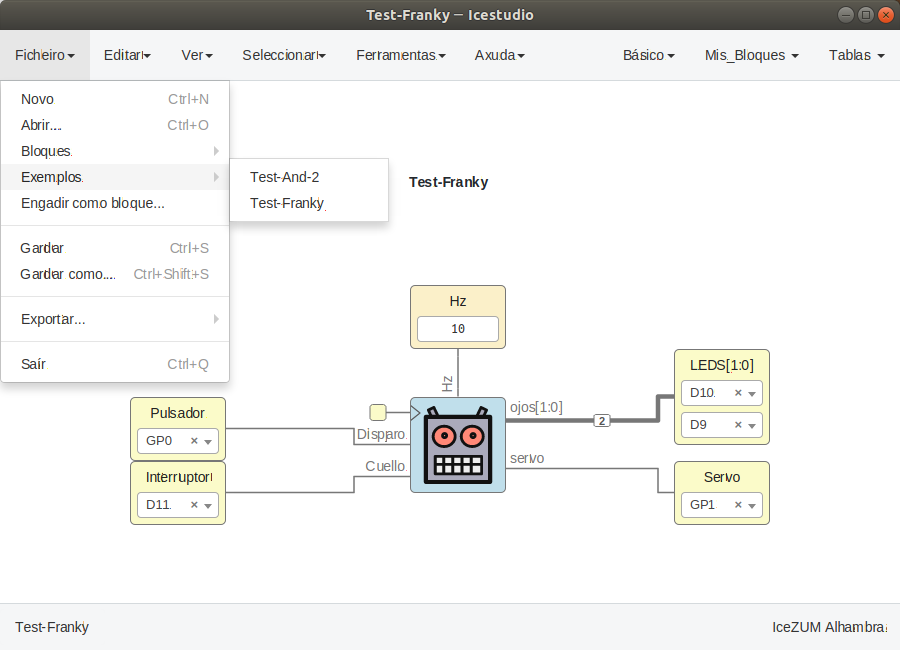 Test-Franky – Icestudio
Ficheiro Editar Ver Seleccionar Ferramentas Axuda Básico Mis_Bloques Tablas
Novo Ctrl+N
Abrir... Ctrl+O
Bloques
Exemplos
Engadir como bloque...
Gardar Ctrl+S
Gardar como... Ctrl+Shift+S
Exportar...
Saír Ctrl+Q
Test-And-2
Test-Franky
Test-Franky
Hz
10
Hz
LEDS[1:0]
D10
D9
ojos[1:0]
2
Pulsador
GP0
Disparo
Cuello
servo
Interruptor
D11
Servo
GP1
Test-Franky IceZUM Alhambra